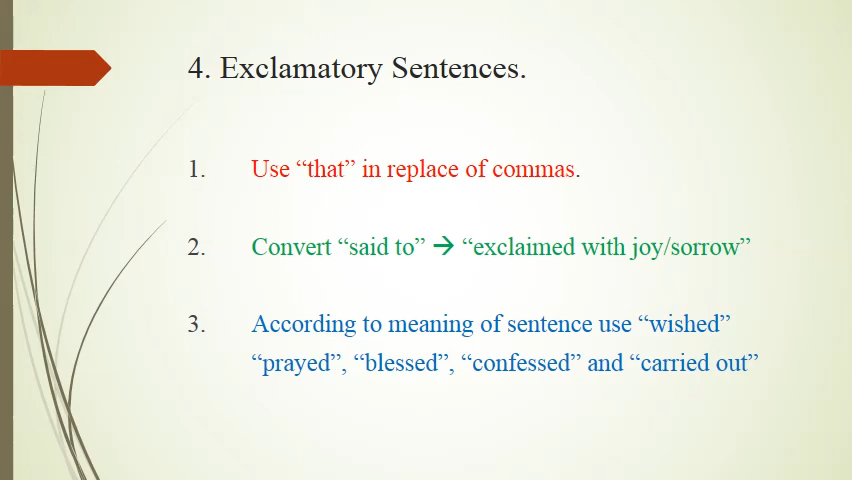 4. Exclamatory Sentences.
1. Use “that” in replace of commas.
2. Convert “said to” → “exclaimed with joy/sorrow”
3. According to meaning of sentence use “wished”
“prayed”, “blessed”, “confessed” and “carried out”